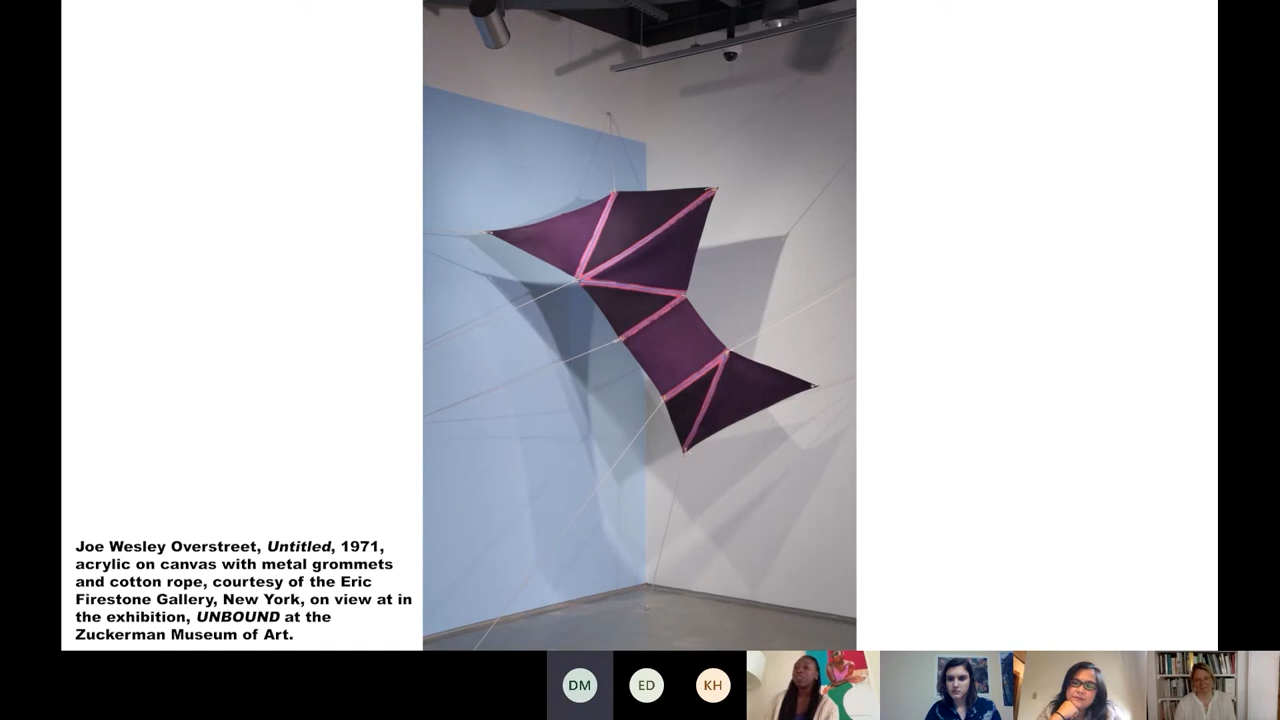 Joe Wesley Overstreet, Untitled, 1971,
acrylic on canvas with metal grommets
and cotton rope, courtesy of the Eric
Firestone Gallery, New York, on view at in
the exhibition, UNBOUND at the
Zuckerman Museum of Art.
DM ED KH